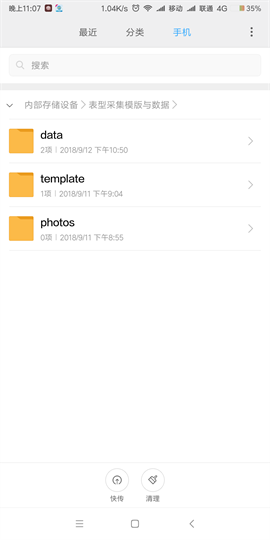 晚上11:07 1.04K/s 移动 联通 4G 35%
最近 分类 手机
搜索
内部存储设备 > 表型采集模版与数据 >
data
2项 | 2018/9/12 下午10:50
template
1项 | 2018/9/11 下午9:04
photos
0项 | 2018/9/11 下午8:55
快传 清理